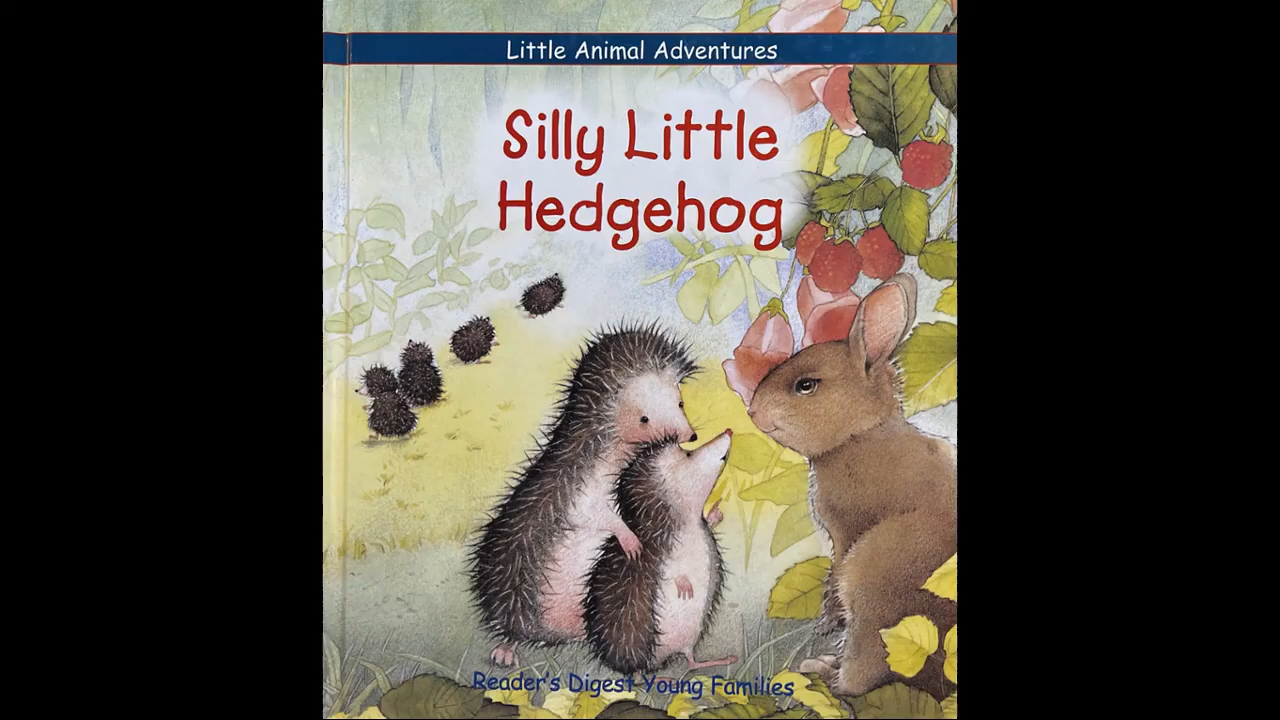 Little Animal Adventures
Silly Little
Hedgehog
Reader's Digest Young Families